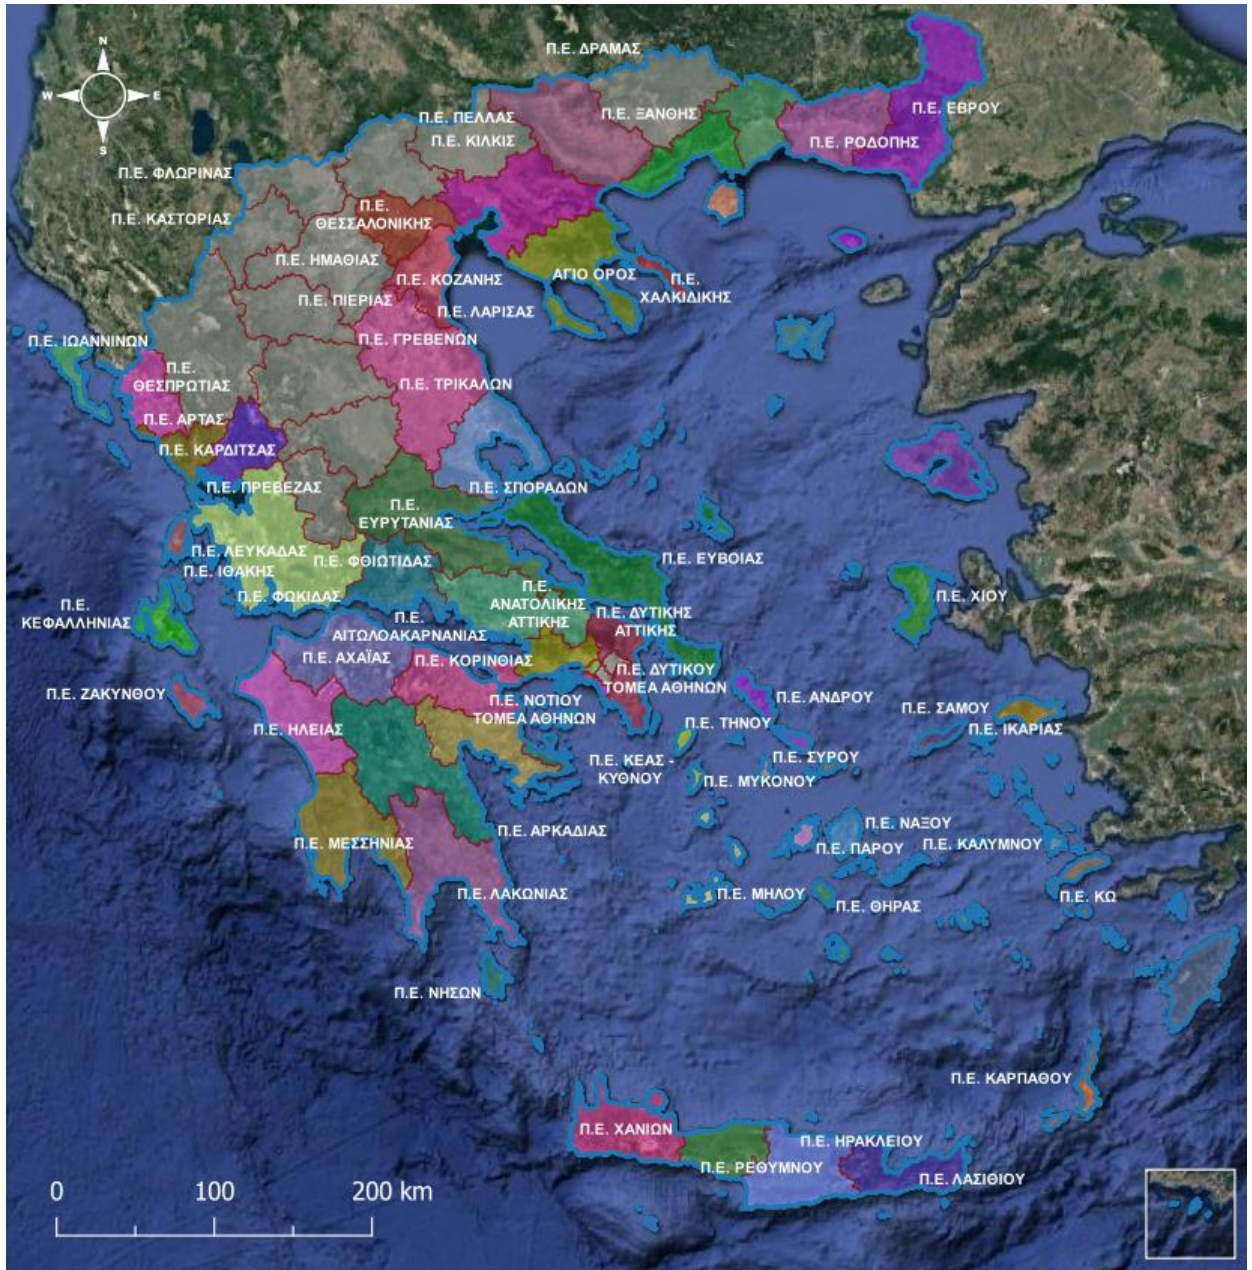 Π.Ε. ΔΡΑΜΑΣ
N
W
E
S
Π.Ε. ΕΒΡΟΥ
Π.Ε. ΠΕΛΛΑΣ
Π.Ε. ΞΑΝΘΗΣ
Π.Ε. ΚΙΛΚΙΣ
Π.Ε. ΡΟΔΟΠΗΣ
Π.Ε. ΦΛΩΡΙΝΑΣ
Π.Ε.
ΘΕΣΣΑΛΟΝΙΚΗΣ
Π.Ε. ΚΑΣΤΟΡΙΑΣ
Π.Ε. ΗΜΑΘΙΑΣ
Π.Ε. ΚΟΖΑΝΗΣ
ΑΓΙΟ ΟΡΟΣ
Π.Ε.
ΧΑΛΚΙΔΙΚΗΣ
Π.Ε. ΠΙΕΡΙΑΣ
Π.Ε. ΛΑΡΙΣΑΣ
Π.Ε. ΙΩΑΝΝΙΝΩΝ
Π.Ε. ΓΡΕΒΕΝΩΝ
Π.Ε.
ΘΕΣΠΡΩΤΙΑΣ
Π.Ε. ΤΡΙΚΑΛΩΝ
Π.Ε. ΑΡΤΑΣ
Π.Ε. ΚΑΡΔΙΤΣΑΣ
Π.Ε. ΠΡΕΒΕΖΑΣ
Π.Ε. ΣΠΟΡΑΔΩΝ
Π.Ε.
ΕΥΡΥΤΑΝΙΑΣ
Π.Ε. ΛΕΥΚΑΔΑΣ
Π.Ε. ΦΘΙΩΤΙΔΑΣ
Π.Ε. ΕΥΒΟΙΑΣ
Π.Ε. ΙΘΑΚΗΣ
Π.Ε. ΦΩΚΙΔΑΣ
Π.Ε.
ΑΝΑΤΟΛΙΚΗΣ
ΑΤΤΙΚΗΣ
Π.Ε. ΧΙΟΥ
Π.Ε.
ΚΕΦΑΛΛΗΝΙΑΣ
Π.Ε.
ΑΙΤΩΛΟΑΚΑΡΝΑΝΙΑΣ
Π.Ε. ΔΥΤΙΚΗΣ
ΑΤΤΙΚΗΣ
Π.Ε. ΑΧΑΪΑΣ
Π.Ε. ΚΟΡΙΝΘΙΑΣ
Π.Ε. ΔΥΤΙΚΟΥ
ΤΟΜΕΑ ΑΘΗΝΩΝ
Π.Ε. ΖΑΚΥΝΘΟΥ
Π.Ε. ΝΟΤΙΟΥ
ΤΟΜΕΑ ΑΘΗΝΩΝ
Π.Ε. ΑΝΔΡΟΥ
Π.Ε. ΣΑΜΟΥ
Π.Ε. ΗΛΕΙΑΣ
Π.Ε. ΤΗΝΟΥ
Π.Ε. ΙΚΑΡΙΑΣ
Π.Ε. ΚΕΑΣ -
ΚΥΘΝΟΥ
Π.Ε. ΣΥΡΟΥ
Π.Ε. ΜΥΚΟΝΟΥ
Π.Ε. ΑΡΚΑΔΙΑΣ
Π.Ε. ΝΑΞΟΥ
Π.Ε. ΜΕΣΣΗΝΙΑΣ
Π.Ε. ΠΑΡΟΥ
Π.Ε. ΚΑΛΥΜΝΟΥ
Π.Ε. ΛΑΚΩΝΙΑΣ
Π.Ε. ΜΗΛΟΥ
Π.Ε. ΘΗΡΑΣ
Π.Ε. ΚΩ
Π.Ε. ΝΗΣΩΝ
Π.Ε. ΚΑΡΠΑΘΟΥ
Π.Ε. ΧΑΝΙΩΝ
Π.Ε. ΗΡΑΚΛΕΙΟΥ
Π.Ε. ΡΕΘΥΜΝΟΥ
Π.Ε. ΛΑΣΙΘΙΟΥ
0 100 200 km